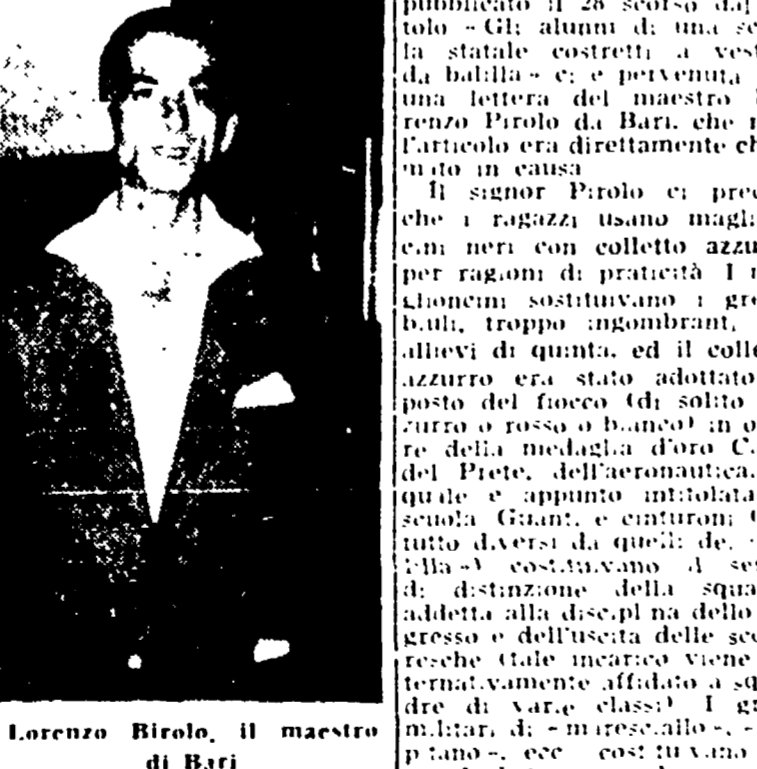 Lorenzo Birolo, il maestro
di Bari
pubblicato il 28 scorso dal
tolo «Gli alunni di una sc
la statale costretti a vest
da balilla» ci e pervenuta
una lettera del maestro
renzo Pirolo da Bari, che
l'articolo era direttamente ch
mato in causa
Il signor Pirolo ci prec
che i ragazzi usano magli
cini neri con colletto azzu
per ragioni di praticità I
glioncini sostituivano i gre
biuli, troppo ingombranti,
allievi di quinta, ed il colle
azzurro era stato adottato
posto del fiocco (di solito
zurro o rosso o bianco) in o
re della medaglia d'oro C
del Prete, dell'aeronautica,
quale e appunto intitolata
scuola Guanti e cinturoni
tutto diversi da quelli de
lilla») costituivano il se
di distinzione della squa
addetta alla disciplina dello
gresso e dell'uscita delle sco
resche (tale incarico viene
ternativamente affidato a sq
dre di varie classi) I g
militari di «maresciallo»,
pitano», ecc costituivano